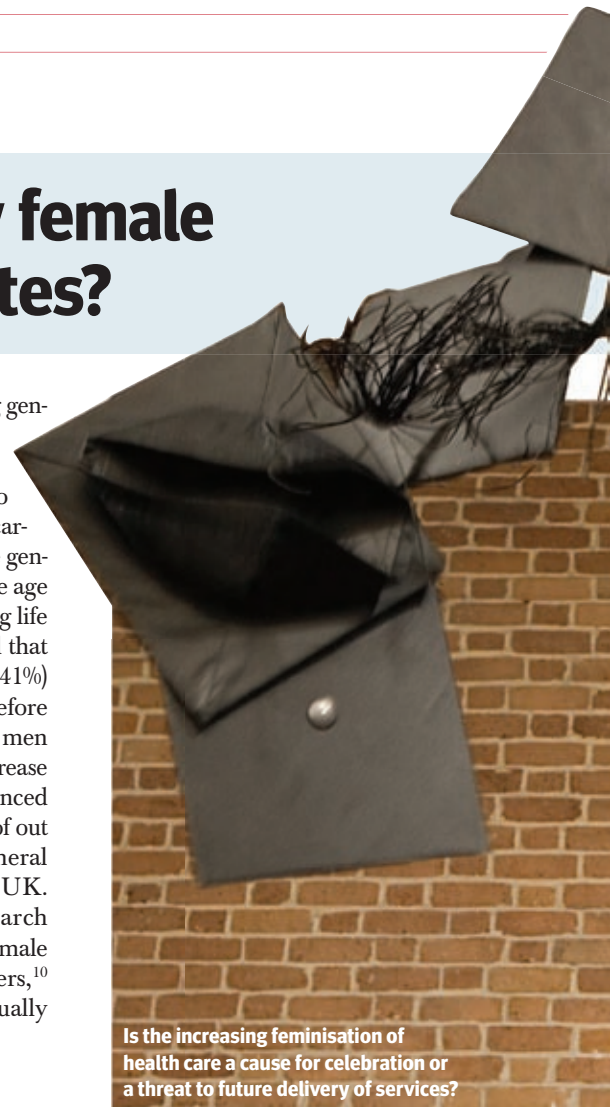 female
tes?
gen-
o
ar-
gen-
e age
g life
that
41%)
efore
men
rease
nced
of out
neral
UK.
arch
male
ers,10
ually
Is the increasing feminisation of
health care a cause for celebration or
a threat to future delivery of services?